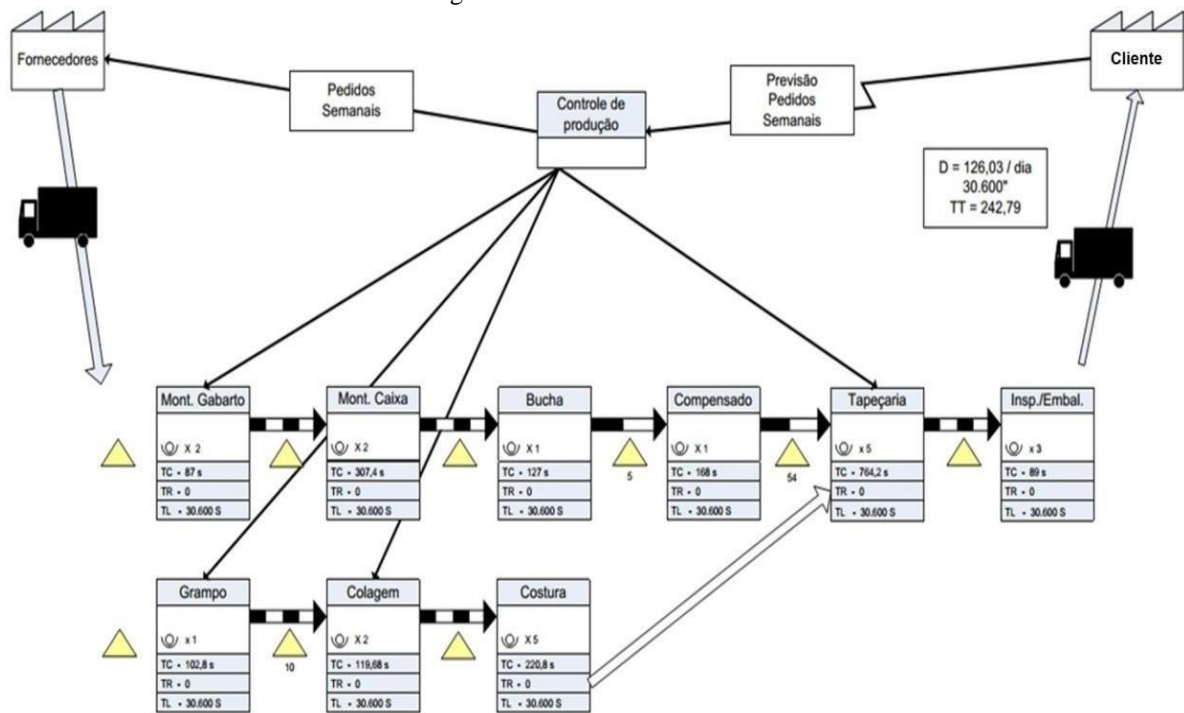 Fornecedores
Pedidos
Semanais
Controle de
produção
Previsão
Pedidos
Semanais
Cliente
D = 126,03 / dia
30.600"
TT = 242,79
Mont. Gabarto
X 2
TC - 87 s
TR - 0
TL - 30.600 S
Mont. Caixa
X 2
TC - 307,4 s
TR - 0
TL - 30.600 S
Bucha
X 1
TC - 127 s
TR - 0
TL - 30.600 S
5
Compensado
X 1
TC - 168 s
TR - 0
TL - 30.600 S
54
Tapeçaria
x 5
TC - 764,2 s
TR - 0
TL - 30.600 S
Insp./Embal.
x 3
TC - 89 s
TR - 0
TL - 30.600 S
Grampo
x 1
TC - 102,8 s
TR - 0
TL - 30.600 S
10
Colagem
X 2
TC - 119,68 s
TR - 0
TL - 30.600 S
Costura
X 5
TC - 220,8 s
TR - 0
TL - 30.600 S